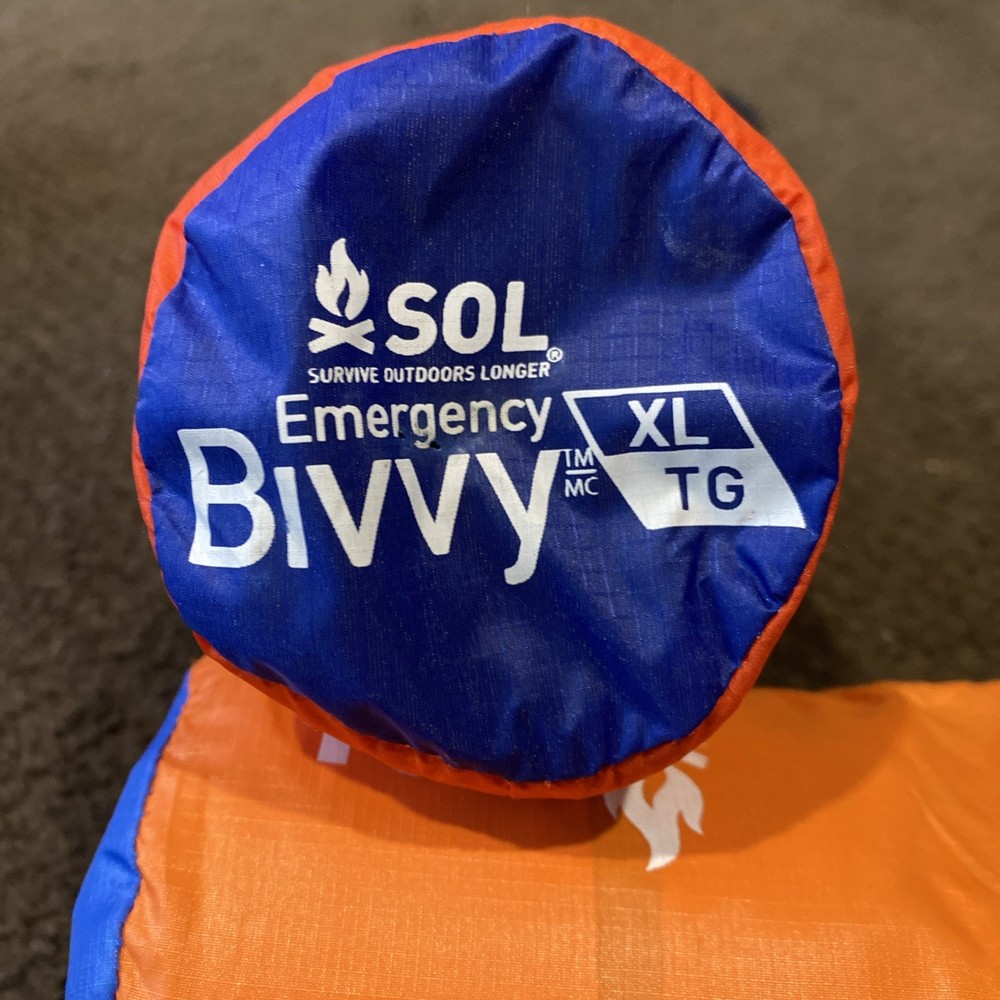 SOL®
SURVIVE OUTDOORS LONGER
Emergency
Bivvy™
MC
XL
TG